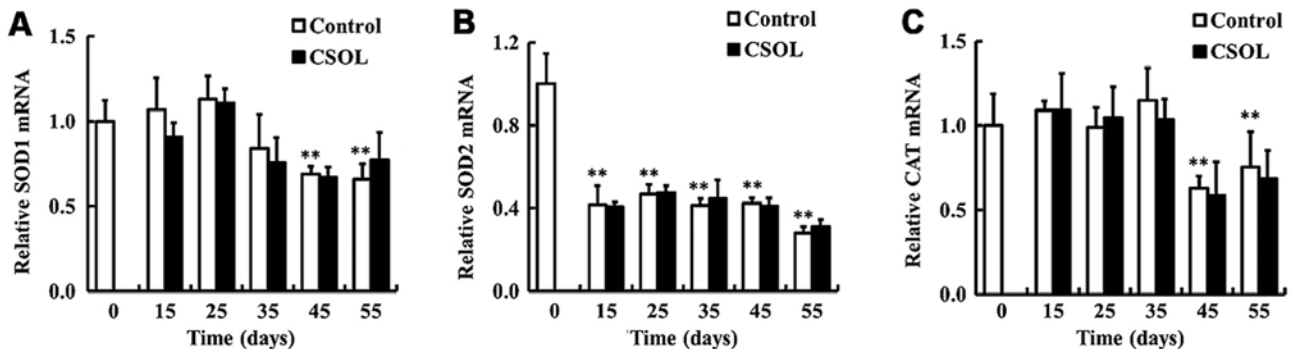 A
Relative SOD1 mRNA
1.5
1.0
0.5
0.0
Control
CSOL
**
**
0 15 25 35 45 55
Time (days)
B
Relative SOD2 mRNA
1.2
0.8
0.4
0.0
Control
CSOL
**
**
**
**
**
0 15 25 35 45 55
Time (days)
C
Relative CAT mRNA
1.5
1.0
0.5
0.0
Control
CSOL
**
**
0 15 25 35 45 55
Time (days)